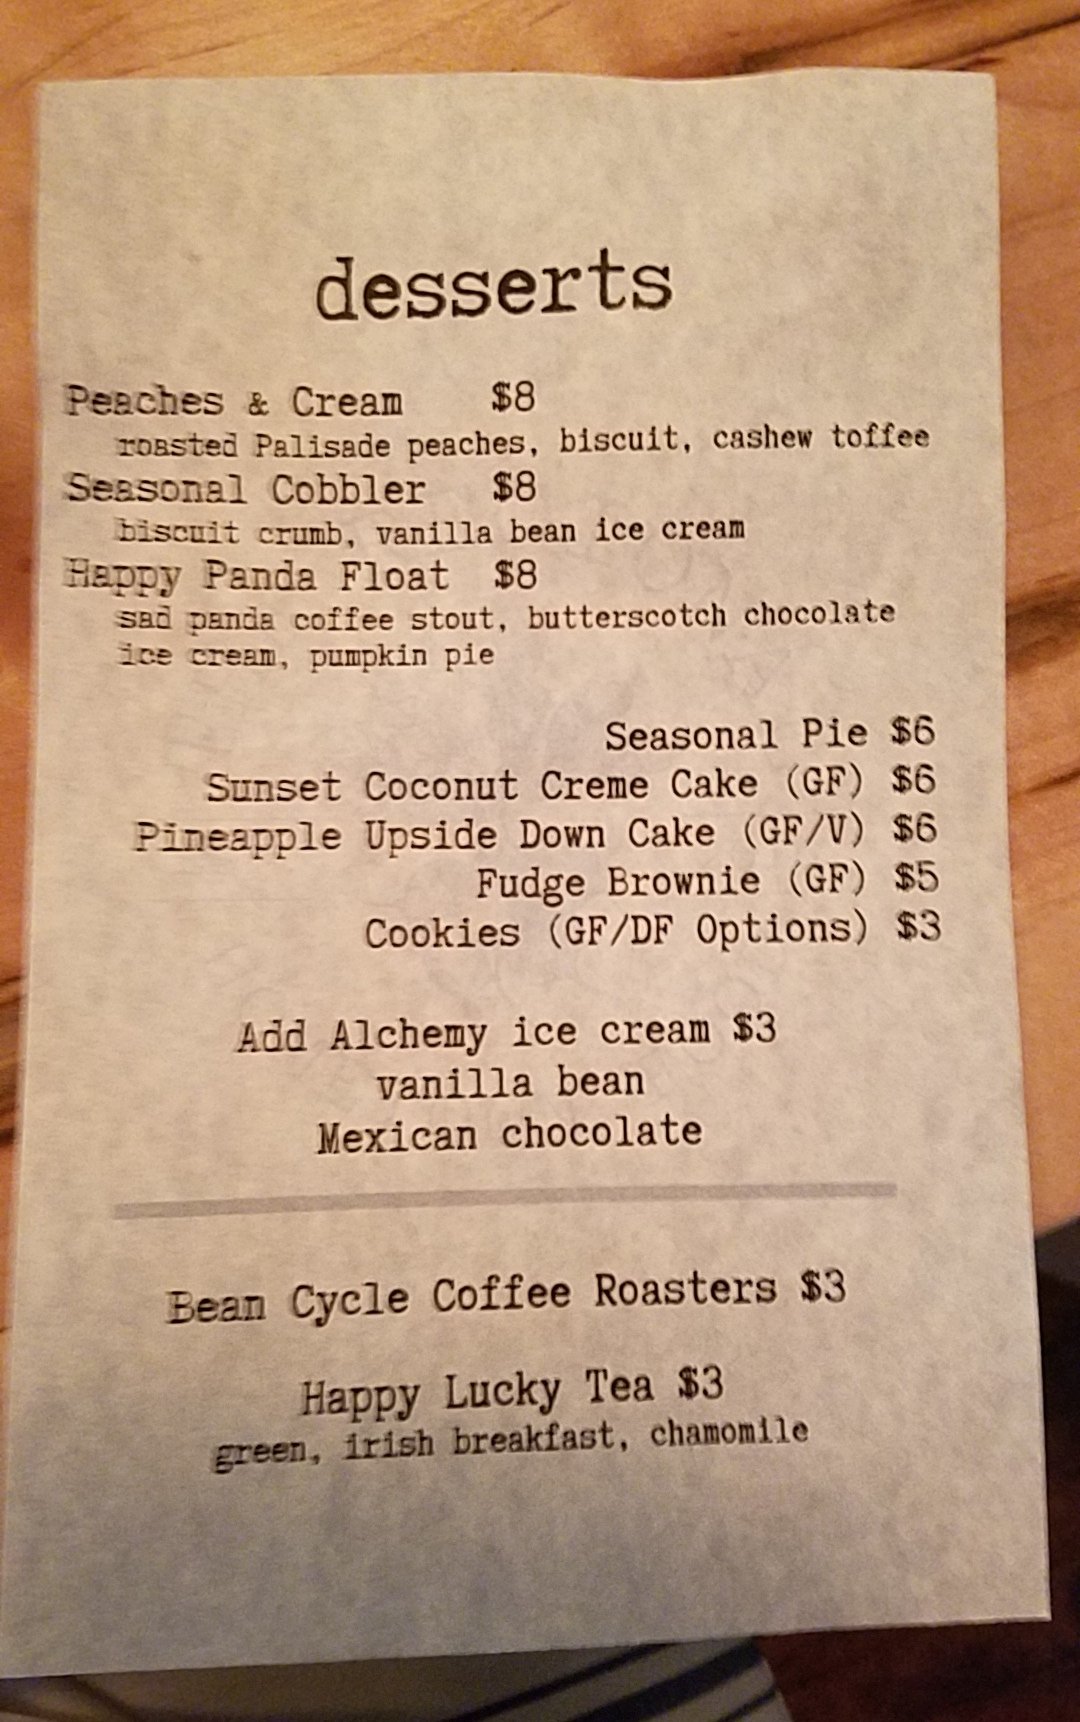 desserts
Peaches & Cream $8
roasted Palisade peaches, biscuit, cashew toffee
Seasonal Cobbler $8
biscuit crumb, vanilla bean ice cream
Happy Panda Float $8
sad panda coffee stout, butterscotch chocolate
ice cream, pumpkin pie
Seasonal Pie $6
Sunset Coconut Creme Cake (GF) $6
Pineapple Upside Down Cake (GF/V) $6
Fudge Brownie (GF) $5
Cookies (GF/DF Options) $3
Add Alchemy ice cream $3
vanilla bean
Mexican chocolate
Bean Cycle Coffee Roasters $3
Happy Lucky Tea $3
green, irish breakfast, chamomile